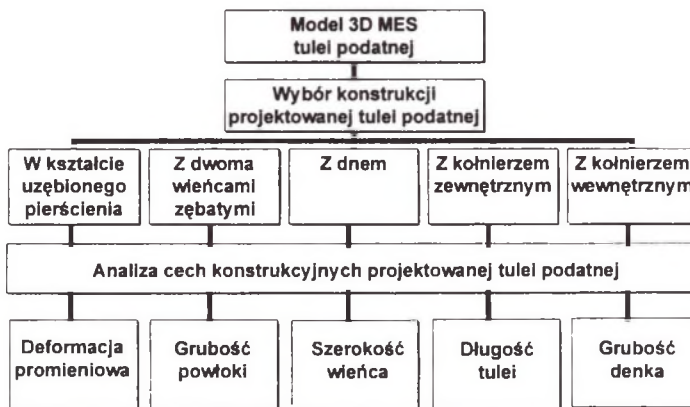 Model 3D MES
tulei podatnej
Wybór konstrukcji
projektowanej tulei podatnej
W kształcie
uzębionego
pierścienia
Z dwoma
wieńcami
zębatymi
Z dnem
Z kołnierzem
zewnętrznym
Z kołnierzem
wewnętrznym
Analiza cech konstrukcyjnych projektowanej tulei podatnej
Deformacja
promieniowa
Grubość
powłoki
Szerokość
wieńca
Długość
tulei
Grubość
denka